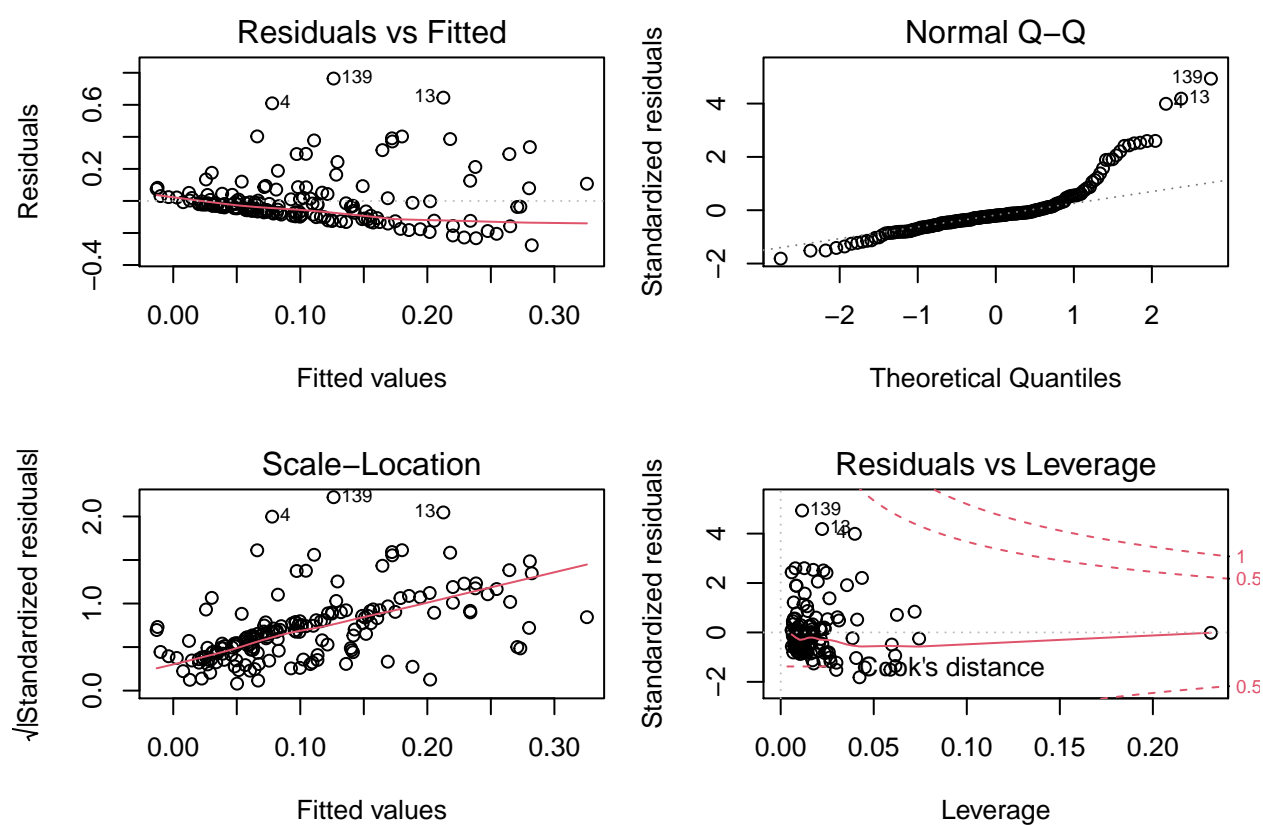 Residuals vs Fitted
Residuals
−0.4 0.2 0.6
139
4
13
0.00 0.10 0.20 0.30
Fitted values
Normal Q−Q
Standardized residuals
−2 0 2 4
139
4
13
−2 −1 0 1 2
Theoretical Quantiles
Scale−Location
√|Standardized residuals|
0.0 1.0 2.0
139
4
13
0.00 0.10 0.20 0.30
Fitted values
Residuals vs Leverage
Standardized residuals
−2 0 2 4
139
13
4
1
0.5
0.5
Cook's distance
0.00 0.05 0.10 0.15 0.20
Leverage